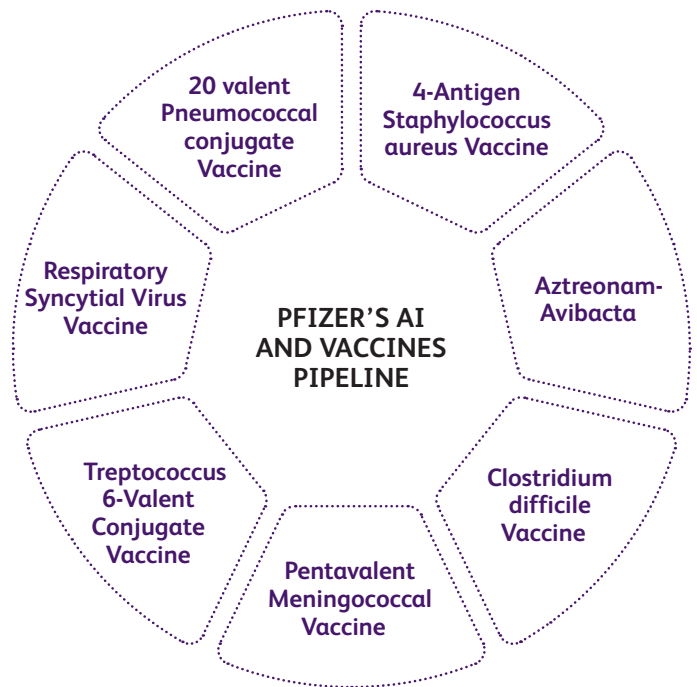 20 valent
Pneumococcal
conjugate
Vaccine
4-Antigen
Staphylococcus
aureus Vaccine
Respiratory
Syncytial Virus
Vaccine
Aztreonam-
Avibacta
PFIZER'S AI
AND VACCINES
PIPELINE
Treptococcus
6-Valent
Conjugate
Vaccine
Clostridium
difficile
Vaccine
Pentavalent
Meningococcal
Vaccine